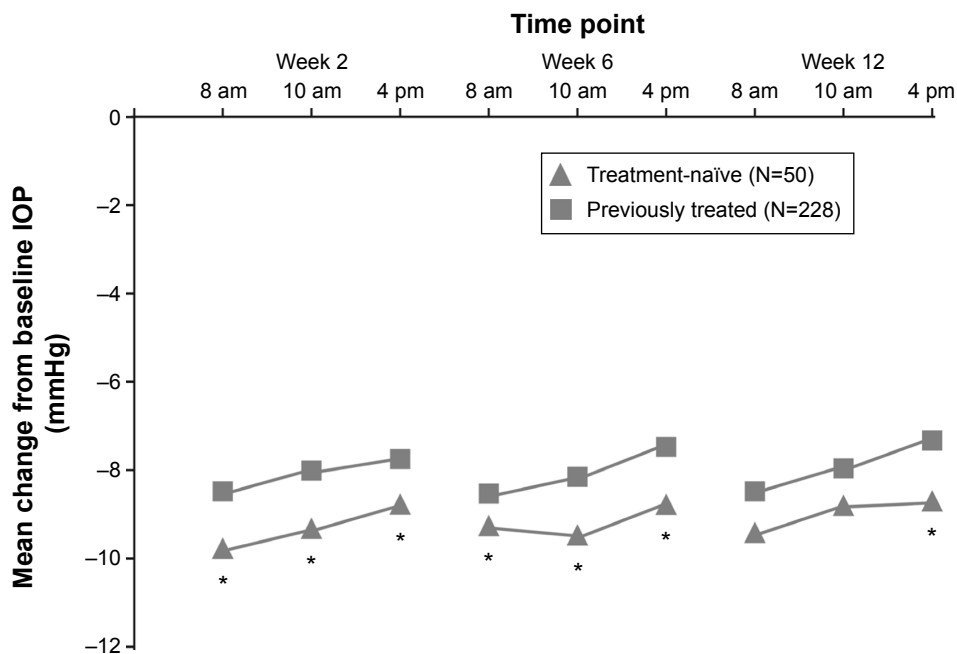 Time point
Week 2 Week 6 Week 12
8 am 10 am 4 pm 8 am 10 am 4 pm 8 am 10 am 4 pm
0
–2
–4
–6
–8
–10
–12
Mean change from baseline IOP
(mmHg)
Treatment-naïve (N=50)
Previously treated (N=228)
* * * * * * *